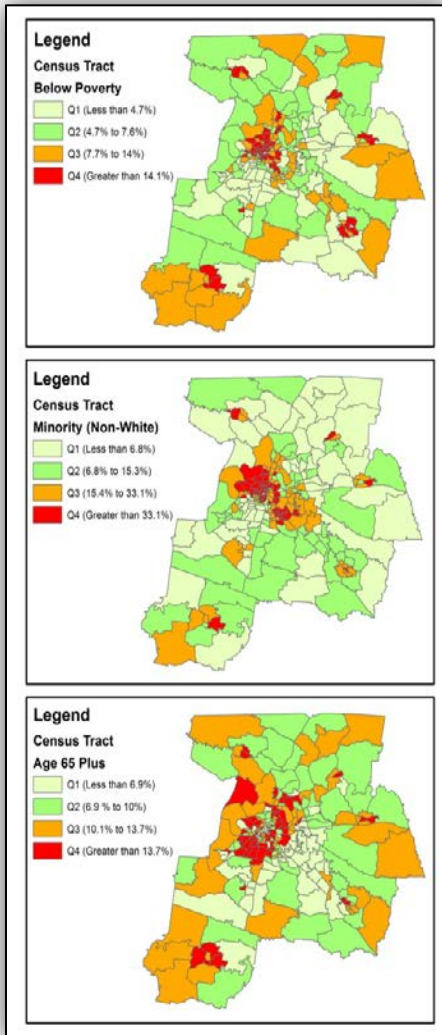 Legend
Census Tract
Below Poverty
Q1 (Less than 4.7%)
Q2 (4.7% to 7.6%)
Q3 (7.7% to 14%)
Q4 (Greater than 14.1%)
Legend
Census Tract
Minority (Non-White)
Q1 (Less than 6.8%)
Q2 (6.8% to 15.3%)
Q3 (15.4% to 33.1%)
Q4 (Greater than 33.1%)
Legend
Census Tract
Age 65 Plus
Q1 (Less than 6.9%)
Q2 (6.9 % to 10%)
Q3 (10.1% to 13.7%)
Q4 (Greater than 13.7%)